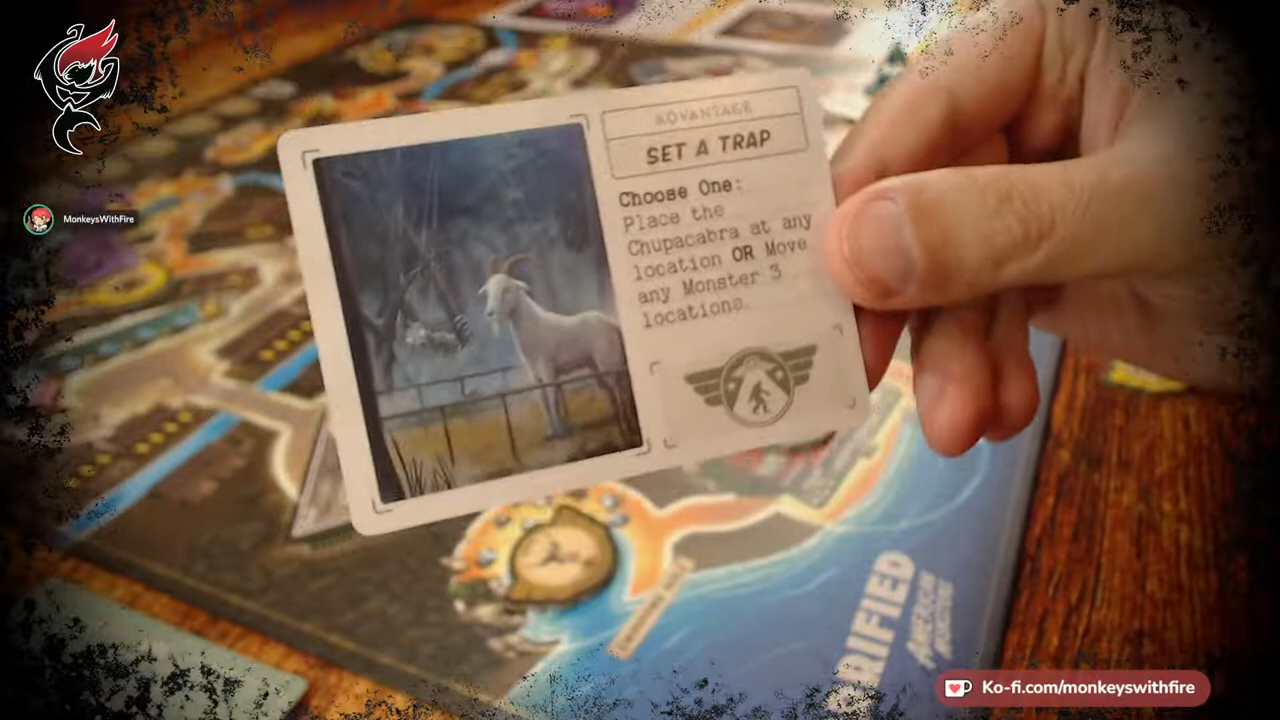 ADVANTAGE
SET A TRAP
Choose One:
Place the
Chupacabra at any
location OR Move
any Monster 3
locations.
MonkeysWithFire
RIFIED
AMERICAN
Ko-fi.com/monkeyswithfire